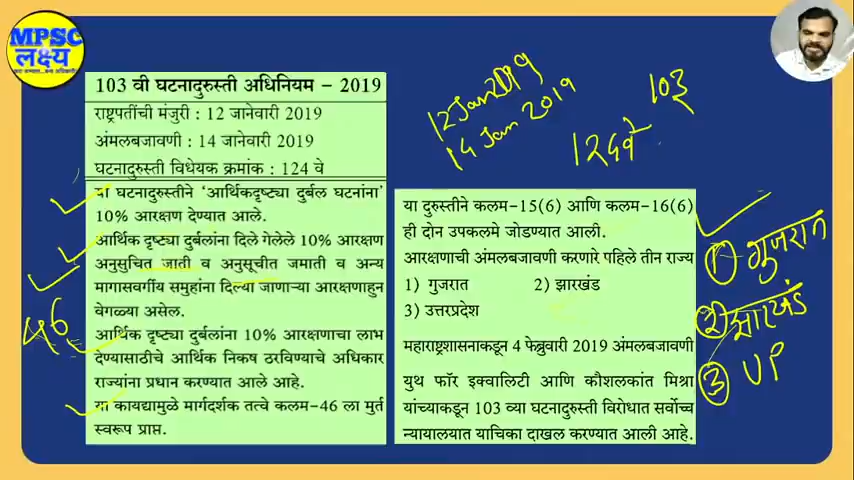 MPSC
लक्ष्य
103 वी घटनादुरुस्ती अधिनियम – 2019
राष्ट्रपतींची मंजुरी : 12 जानेवारी 2019
अंमलबजावणी : 14 जानेवारी 2019
घटनादुरुस्ती विधेयक क्रमांक : 124 वे
या घटनादुरुस्तीने ‘आर्थिकदृष्ट्या दुर्बल घटनांना’
10% आरक्षण देण्यात आले.
आर्थिक दृष्ट्या दुर्बलांना दिले गेलेले 10% आरक्षण
अनुसुचित जाती व अनुसूचीत जमाती व अन्य
मागासवर्गीय समुहांना दिल्या जाणाऱ्या आरक्षणाहुन
वेगळ्या असेल.
आर्थिक दृष्ट्या दुर्बलांना 10% आरक्षणाचा लाभ
देण्यासाठीचे आर्थिक निकष ठरविण्याचे अधिकार
राज्यांना प्रधान करण्यात आले आहे.
या कायद्यामुळे मार्गदर्शक तत्वे कलम-46 ला मुर्त
स्वरूप प्राप्त.
46
12 Jan 2019
14 Jan 2019
103
124 वे
या दुरुस्तीने कलम-15(6) आणि कलम-16(6)
ही दोन उपकलमे जोडण्यात आली.
आरक्षणाची अंमलबजावणी करणारे पहिले तीन राज्य
1) गुजरात 2) झारखंड
3) उत्तरप्रदेश
महाराष्ट्रशासनाकडून 4 फेब्रुवारी 2019 अंमलबजावणी
युथ फॉर इक्वालिटी आणि कौशलकांत मिश्रा
यांच्याकडून 103 व्या घटनादुरुस्ती विरोधात सर्वोच्च
न्यायालयात याचिका दाखल करण्यात आली आहे.
1 गुजरात
2 झारखंड
3 UP